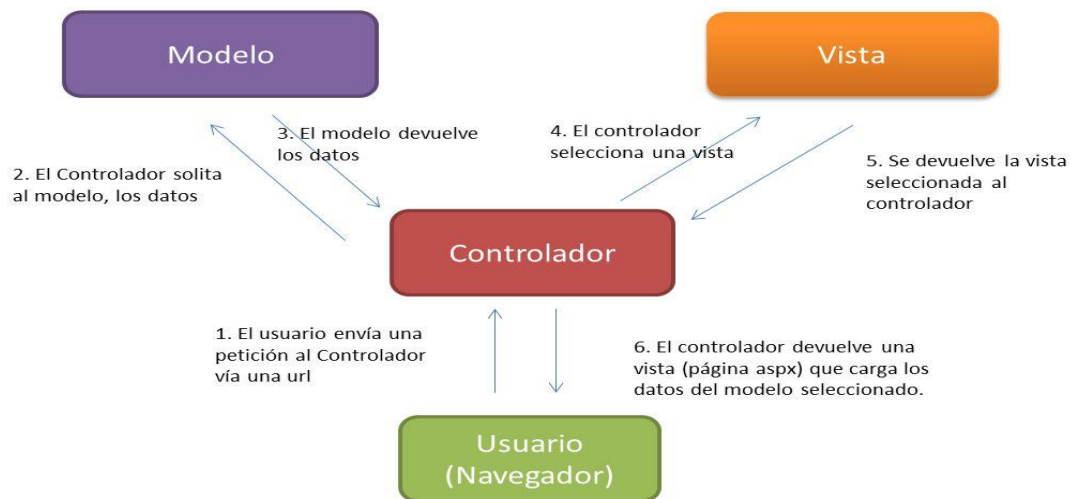 Modelo
Vista
3. El modelo devuelve
los datos
4. El controlador
selecciona una vista
2. El Controlador solita
al modelo, los datos
5. Se devuelve la vista
seleccionada al
controlador
Controlador
1. El usuario envía una
petición al Controlador
vía una url
6. El controlador devuelve una
vista (página aspx) que carga los
datos del modelo seleccionado.
Usuario
(Navegador)